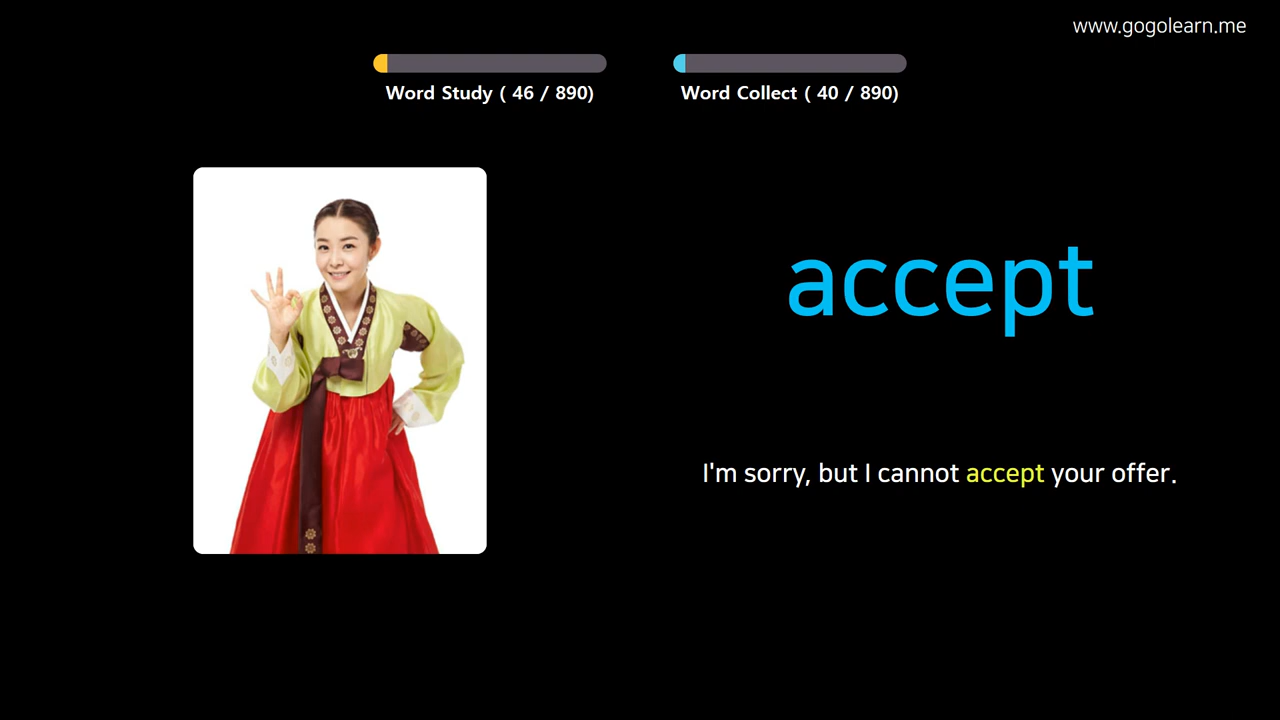 www.gogolearn.me
Word Study ( 46 / 890)
Word Collect ( 40 / 890)
accept
I'm sorry, but I cannot accept your offer.